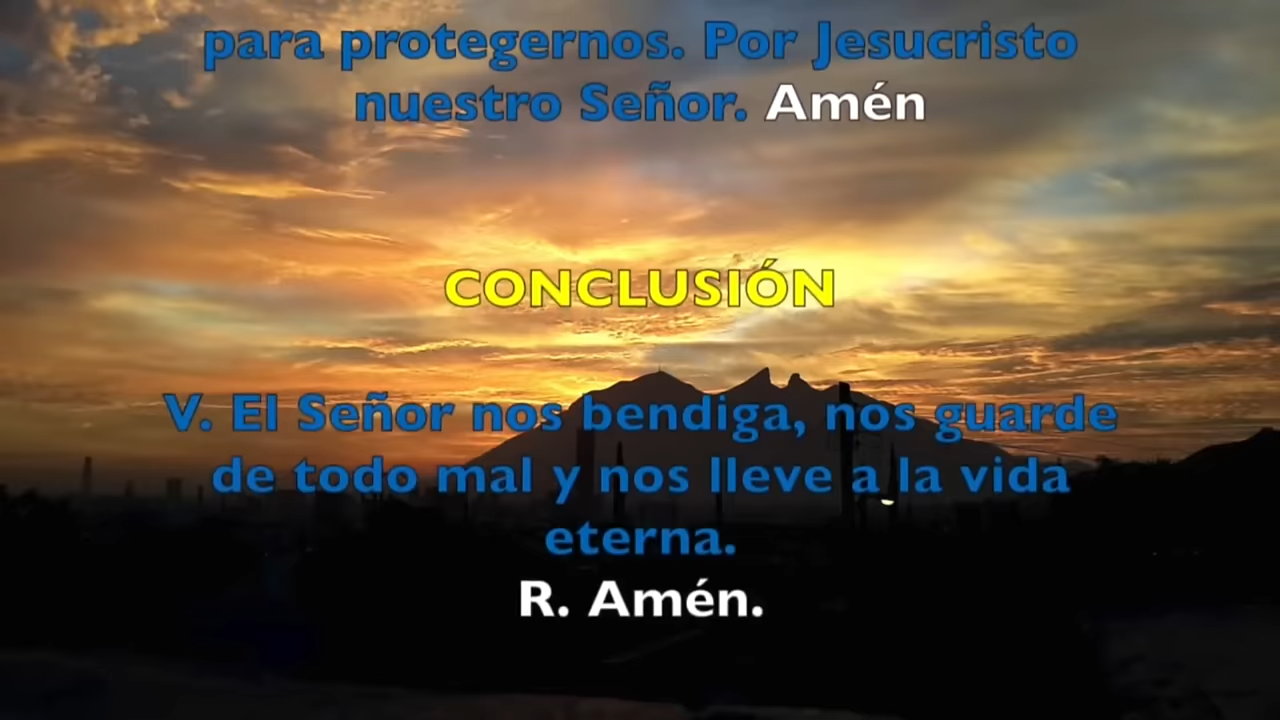 para protegernos. Por Jesucristo
nuestro Señor. Amén
CONCLUSIÓN
V. El Señor nos bendiga, nos guarde
de todo mal y nos lleve a la vida
eterna.
R. Amén.